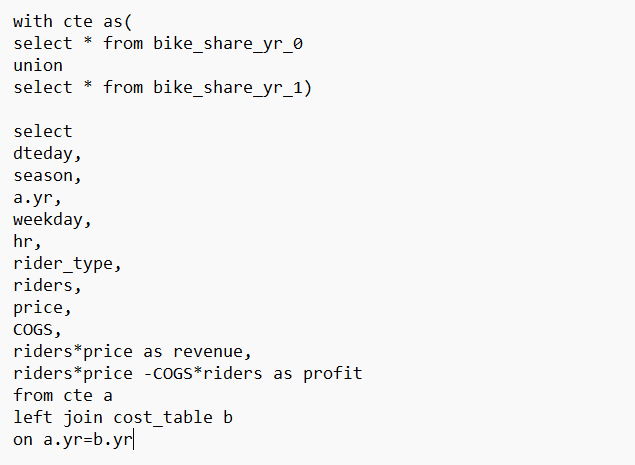 with cte as(
select * from bike_share_yr_0
union
select * from bike_share_yr_1)
select
dteday,
season,
a.yr,
weekday,
hr,
rider_type,
riders,
price,
COGS,
riders*price as revenue,
riders*price -COGS*riders as profit
from cte a
left join cost_table b
on a.yr=b.yr